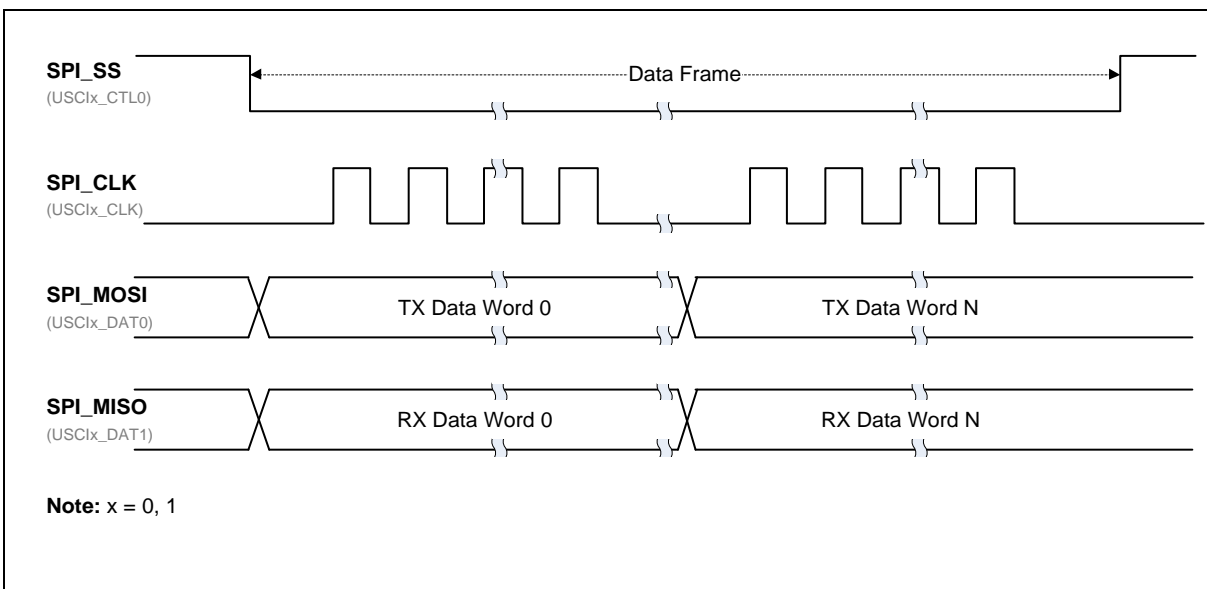 SPI_SS
(USCIx_CTL0)
Data Frame
SPI_CLK
(USCIx_CLK)
SPI_MOSI
(USCIx_DAT0)
TX Data Word 0
TX Data Word N
SPI_MISO
(USCIx_DAT1)
RX Data Word 0
RX Data Word N
Note: x = 0, 1